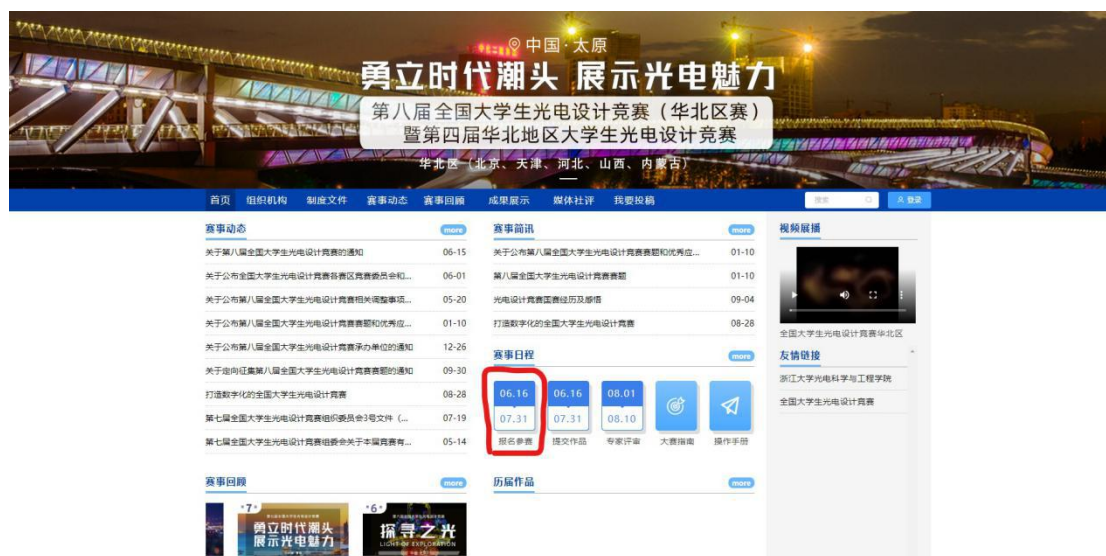 中国·太原
勇立时代潮头 展示光电魅力
第八届全国大学生光电设计竞赛（华北区赛）
暨第四届华北地区大学生光电设计竞赛
华北区（北京、天津、河北、山西、内蒙古）
首页 组织机构 制度文件 赛事动态 赛事回顾 成果展示 媒体社评 我要投稿 搜索 登录
赛事动态 more
关于第八届全国大学生光电设计竞赛的通知 06-15
关于公布全国大学生光电设计竞赛各赛区竞赛委员会和... 06-01
关于公布第八届全国大学生光电设计竞赛相关调整事项... 05-20
关于公布第八届全国大学生光电设计竞赛赛题和优秀应... 01-10
关于公布第八届全国大学生光电设计竞赛承办单位的通知 12-26
关于定向征集第八届全国大学生光电设计竞赛赛题的通知 09-30
打造数字化的全国大学生光电设计竞赛 08-28
第七届全国大学生光电设计竞赛组织委员会3号文件（... 07-19
第七届全国大学生光电设计竞赛组委会关于本届竞赛有... 05-14
赛事简讯 more
关于公布第八届全国大学生光电设计竞赛赛题和优秀应... 01-10
第八届全国大学生光电设计竞赛赛题 01-10
光电设计竞赛国赛经历及感悟 09-04
打造数字化的全国大学生光电设计竞赛 08-28
赛事日程 more
06.16 06.16 08.01
07.31 07.31 08.10
报名参赛 提交作品 专家评审 大赛指南 操作手册
视频展播
全国大学生光电设计竞赛华北区
友情链接
浙江大学光电科学与工程学院
全国大学生光电设计竞赛
赛事回顾 more
7
勇立时代潮头
展示光电魅力
6
探寻之光
LIGHT OF EXPLORATION
历届作品 more